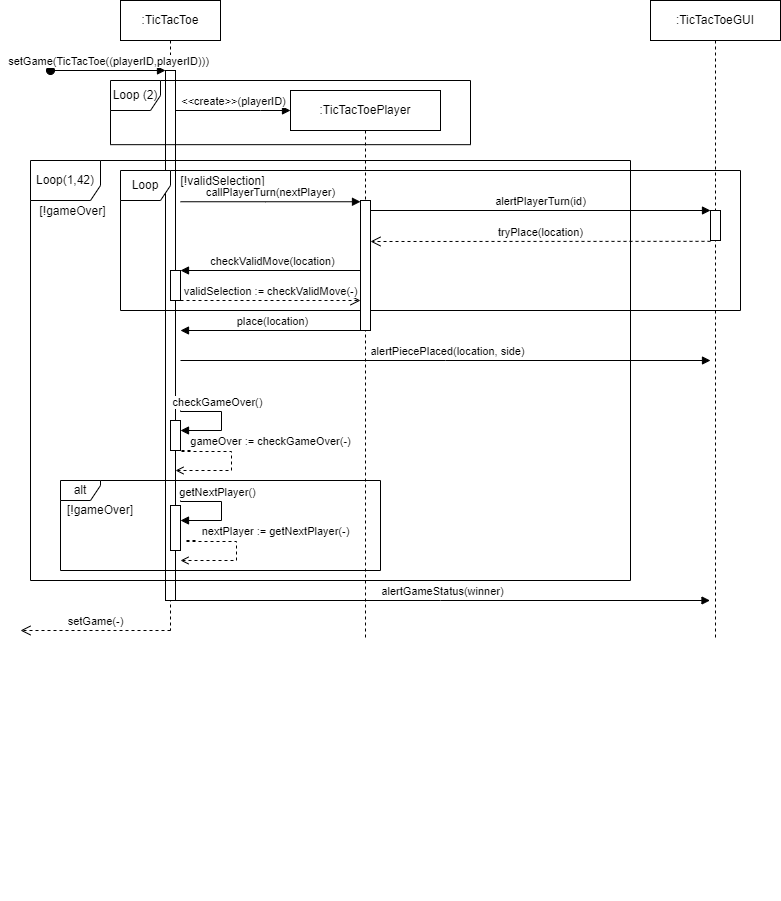 :TicTacToe
:TicTacToeGUI
setGame(TicTacToe((playerID,playerID)))
Loop (2)
<<create>>(playerID)
:TicTacToePlayer
Loop(1,42)
[!gameOver]
Loop
[!validSelection]
callPlayerTurn(nextPlayer)
alertPlayerTurn(id)
tryPlace(location)
checkValidMove(location)
validSelection := checkValidMove(-)
place(location)
alertPiecePlaced(location, side)
checkGameOver()
gameOver := checkGameOver(-)
alt
[!gameOver]
getNextPlayer()
nextPlayer := getNextPlayer(-)
alertGameStatus(winner)
setGame(-)